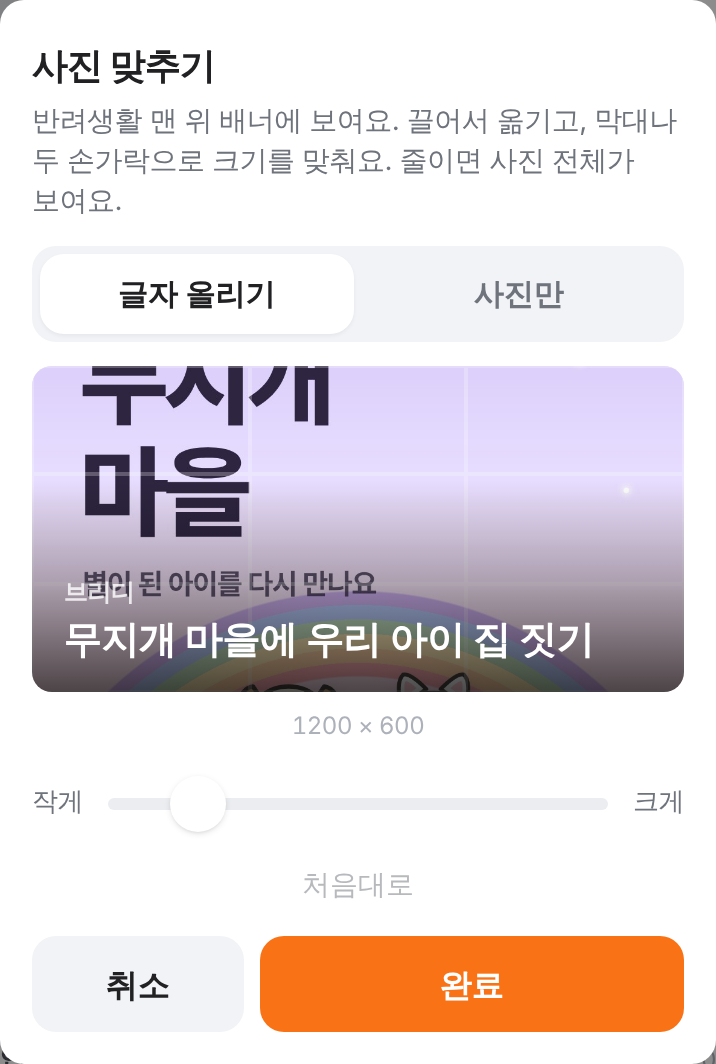 사진 맞추기
반려생활 맨 위 배너에 보여요. 끌어서 옮기고, 막대나
두 손가락으로 크기를 맞춰요. 줄이면 사진 전체가
보여요.
글자 올리기
사진만
무지개
마을
별이 된 아이를 다시 만나요
무지개 마을에 우리 아이 집 짓기
1200 × 600
작게
크게
처음대로
취소
완료